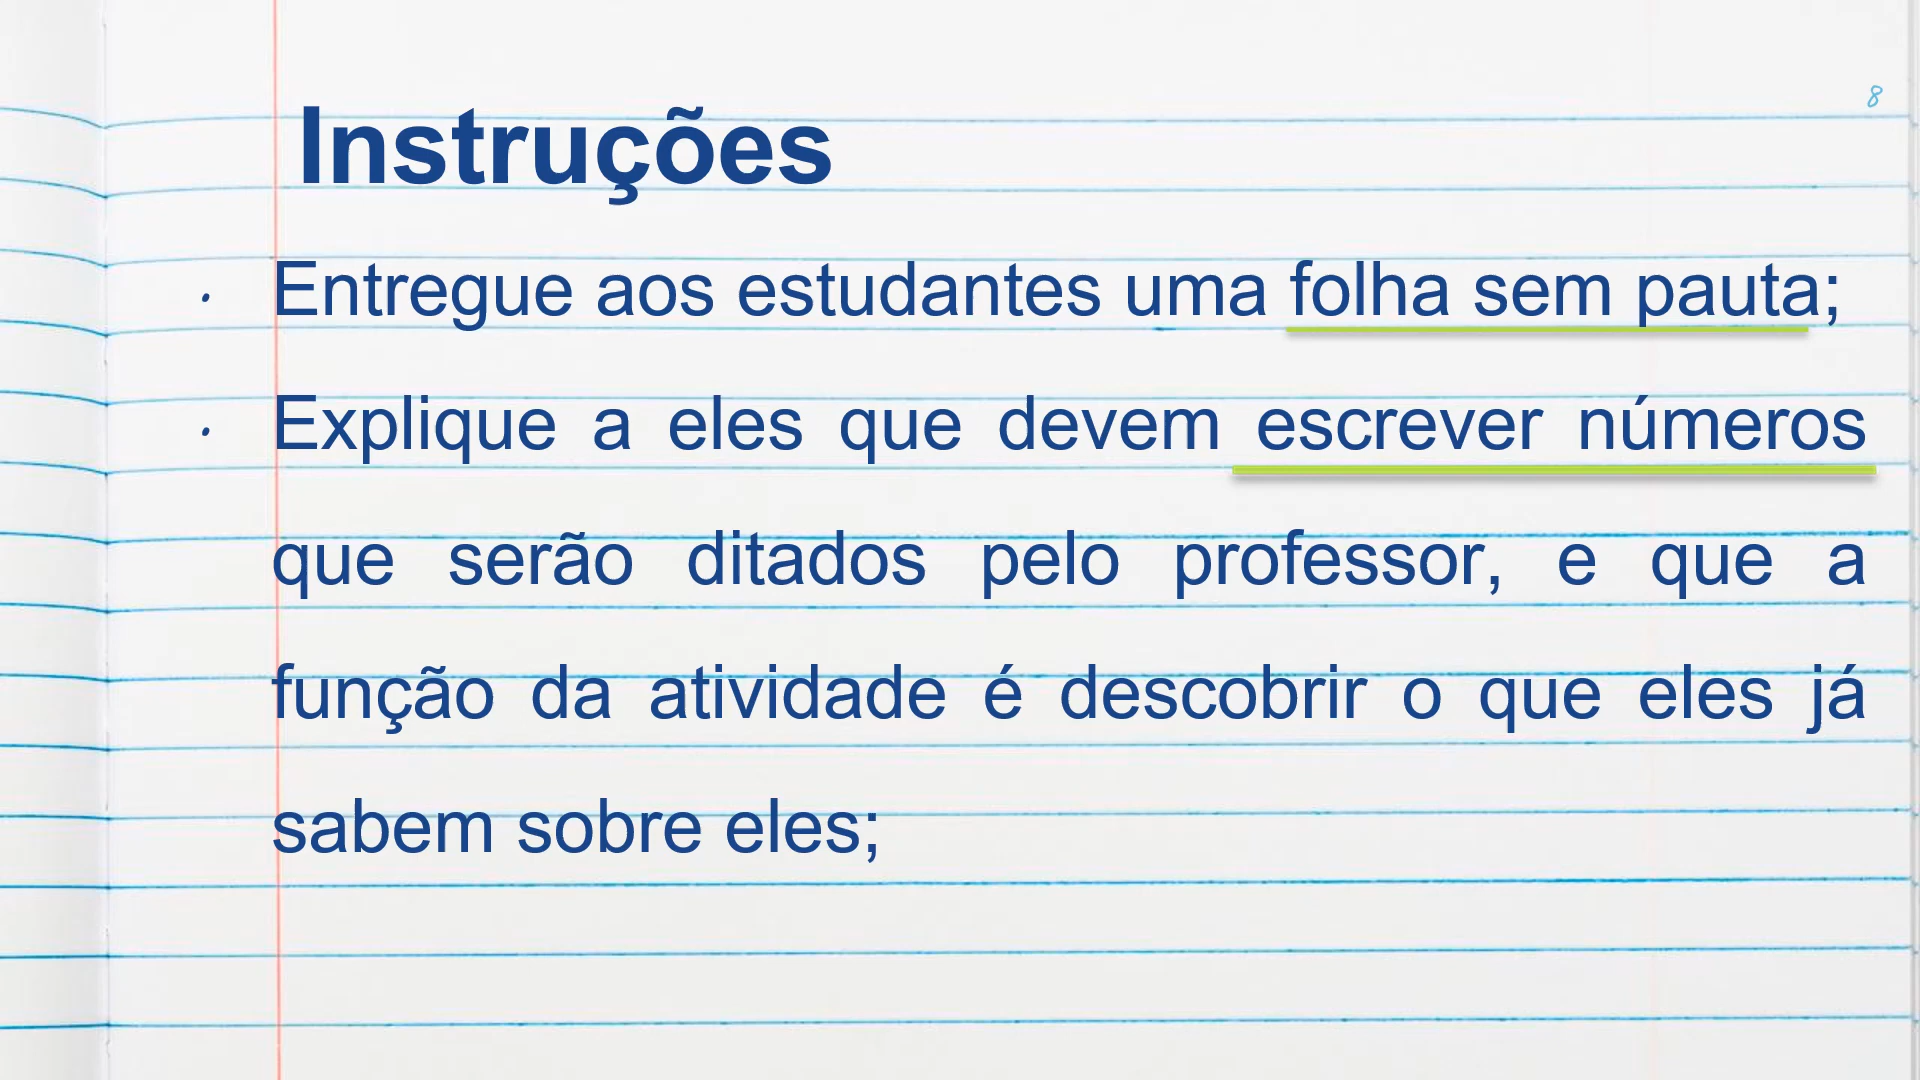 8
Instruções
· Entregue aos estudantes uma folha sem pauta;
· Explique a eles que devem escrever números
que serão ditados pelo professor, e que a
função da atividade é descobrir o que eles já
sabem sobre eles;